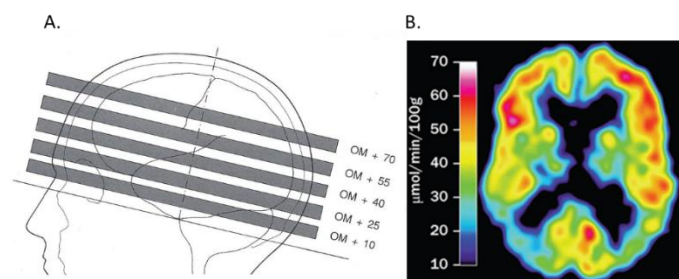 A.
OM + 70
OM + 55
OM + 40
OM + 25
OM + 10
B.
70
60
50
40
30
20
10
µmol/min/100g